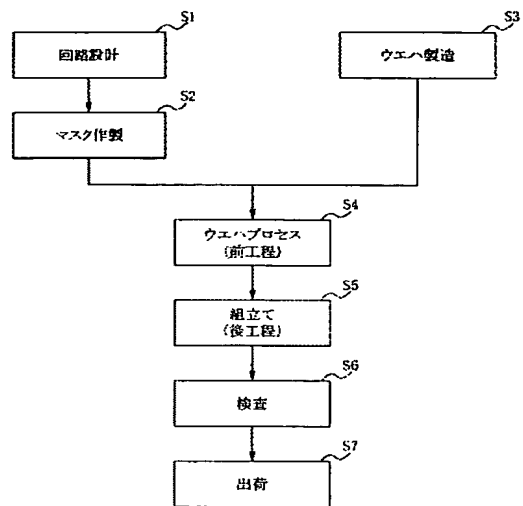 S1
回路設計
S3
ウエハ製造
S2
マスク作製
S4
ウエハプロセス
(前工程)
S5
組立て
(後工程)
S6
検査
S7
出荷